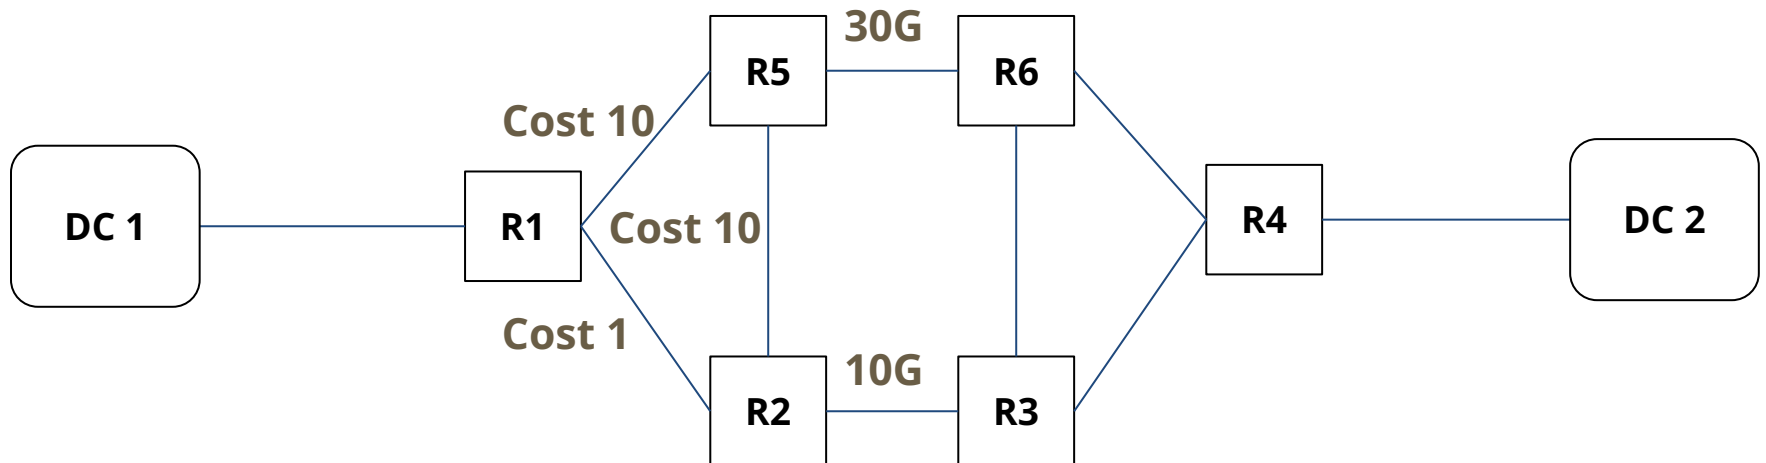 30G
R5
R6
Cost 10
DC 1
R1
Cost 10
R4
DC 2
Cost 1
10G
R2
R3